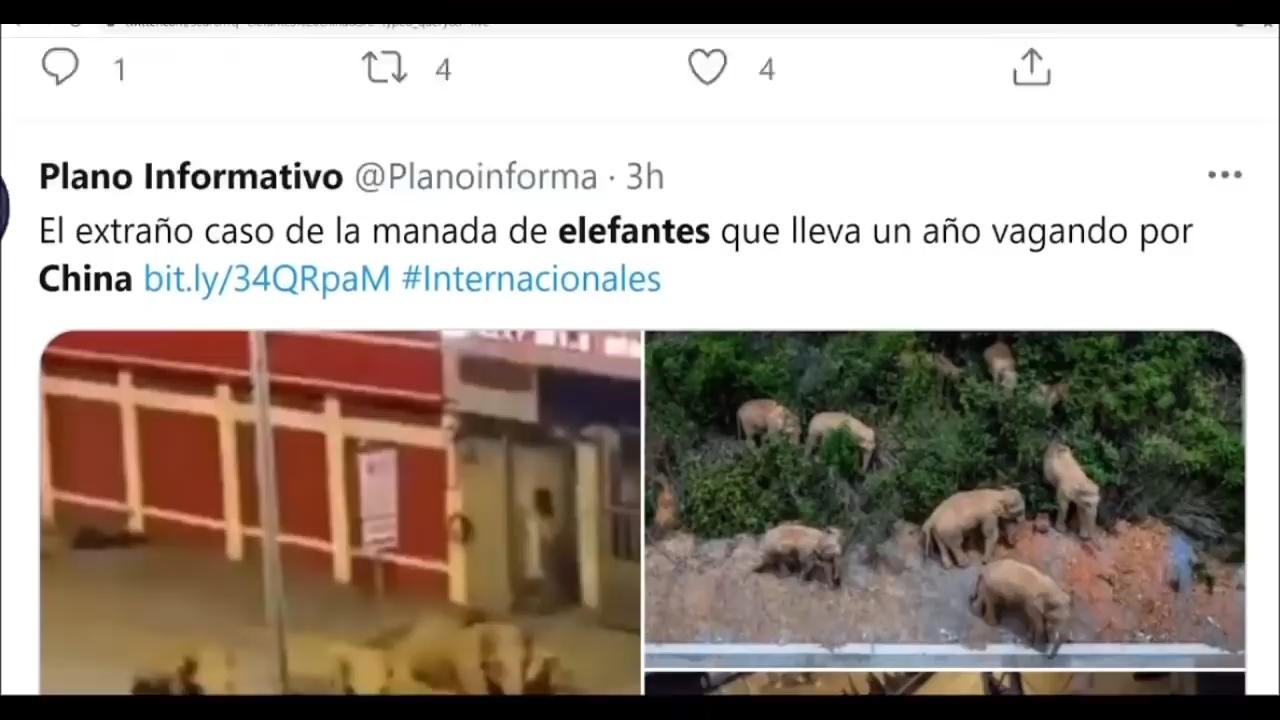 1 4 4
Plano Informativo @Planoinforma · 3h
El extraño caso de la manada de elefantes que lleva un año vagando por
China bit.ly/34QRpaM #Internacionales